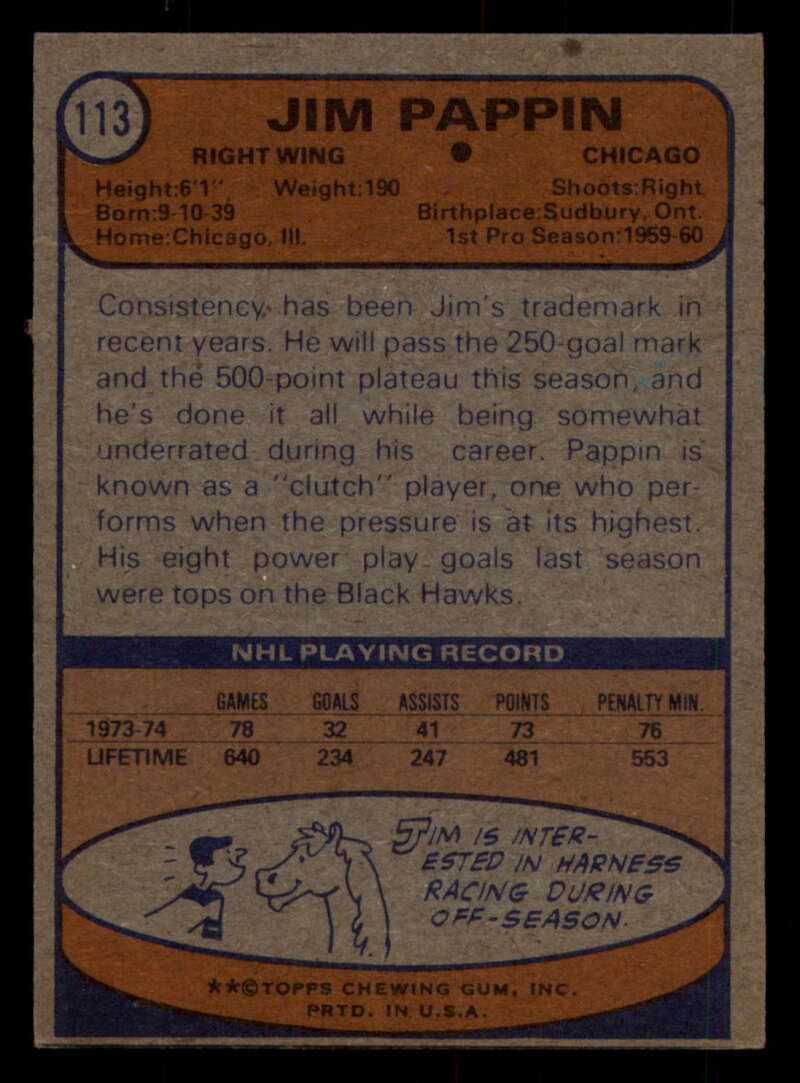 113
JIM PAPPIN
RIGHT WING • CHICAGO
Height:6'1" Weight:190 Shoots:Right
Born:9-10-39 Birthplace:Sudbury, Ont.
Home:Chicago, Ill. 1st Pro Season:1959-60
Consistency has been Jim's trademark in
recent years. He will pass the 250-goal mark
and the 500-point plateau this season, and
he's done it all while being somewhat
underrated during his career. Pappin is
known as a "clutch" player, one who per-
forms when the pressure is at its highest.
His eight power play goals last season
were tops on the Black Hawks.
NHL PLAYING RECORD
GAMES GOALS ASSISTS POINTS PENALTY MIN.
1973-74 78 32 41 73 76
LIFETIME 640 234 247 481 553
JIM IS INTER-
ESTED IN HARNESS
RACING DURING
OFF-SEASON.
**©TOPPS CHEWING GUM, INC.
PRTD. IN U.S.A.